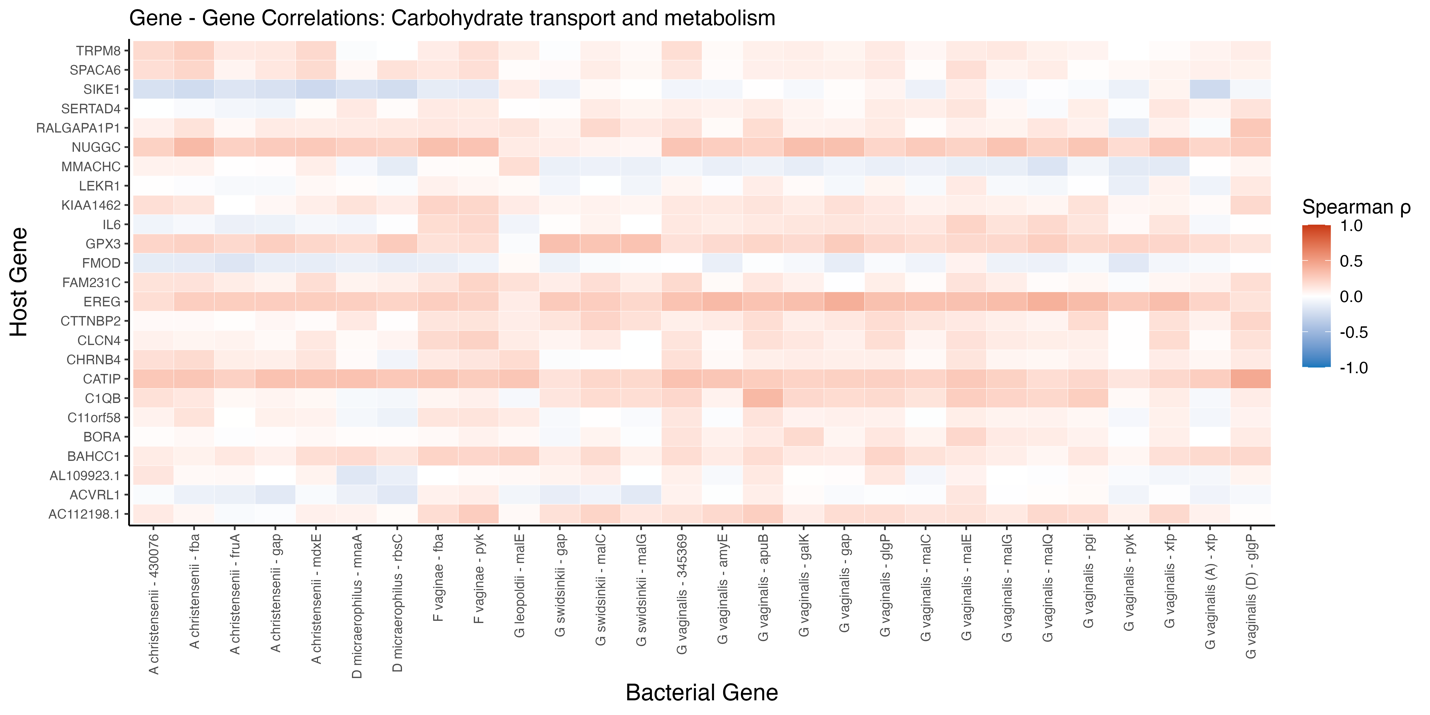 Gene - Gene Correlations: Carbohydrate transport and metabolism
TRPM8
SPACA6
SIKE1
SERTAD4
RALGAPA1P1
NUGGC
MMACHC
LEKR1
KIAA1462
IL6
GPX3
FMOD
FAM231C
EREG
CTTNBP2
CLCN4
CHRNB4
CATIP
C1QB
C11orf58
BORA
BAHCC1
AL109923.1
ACVRL1
AC112198.1
Host Gene
A christensenii - 430076
A christensenii - fba
A christensenii - fruA
A christensenii - gap
A christensenii - mdxE
D micraerophilus - mnaA
D micraerophilus - rbsC
F vaginae - fba
F vaginae - pyk
G leopoldii - malE
G swidsinkii - gap
G swidsinkii - malC
G swidsinkii - malG
G vaginalis - 345369
G vaginalis - amyE
G vaginalis - apuB
G vaginalis - galK
G vaginalis - gap
G vaginalis - glgP
G vaginalis - malC
G vaginalis - malE
G vaginalis - malG
G vaginalis - malQ
G vaginalis - pgi
G vaginalis - pyk
G vaginalis - xfp
G vaginalis (A) - xfp
G vaginalis (D) - glgP
Bacterial Gene
Spearman ρ
1.0
0.5
0.0
-0.5
-1.0